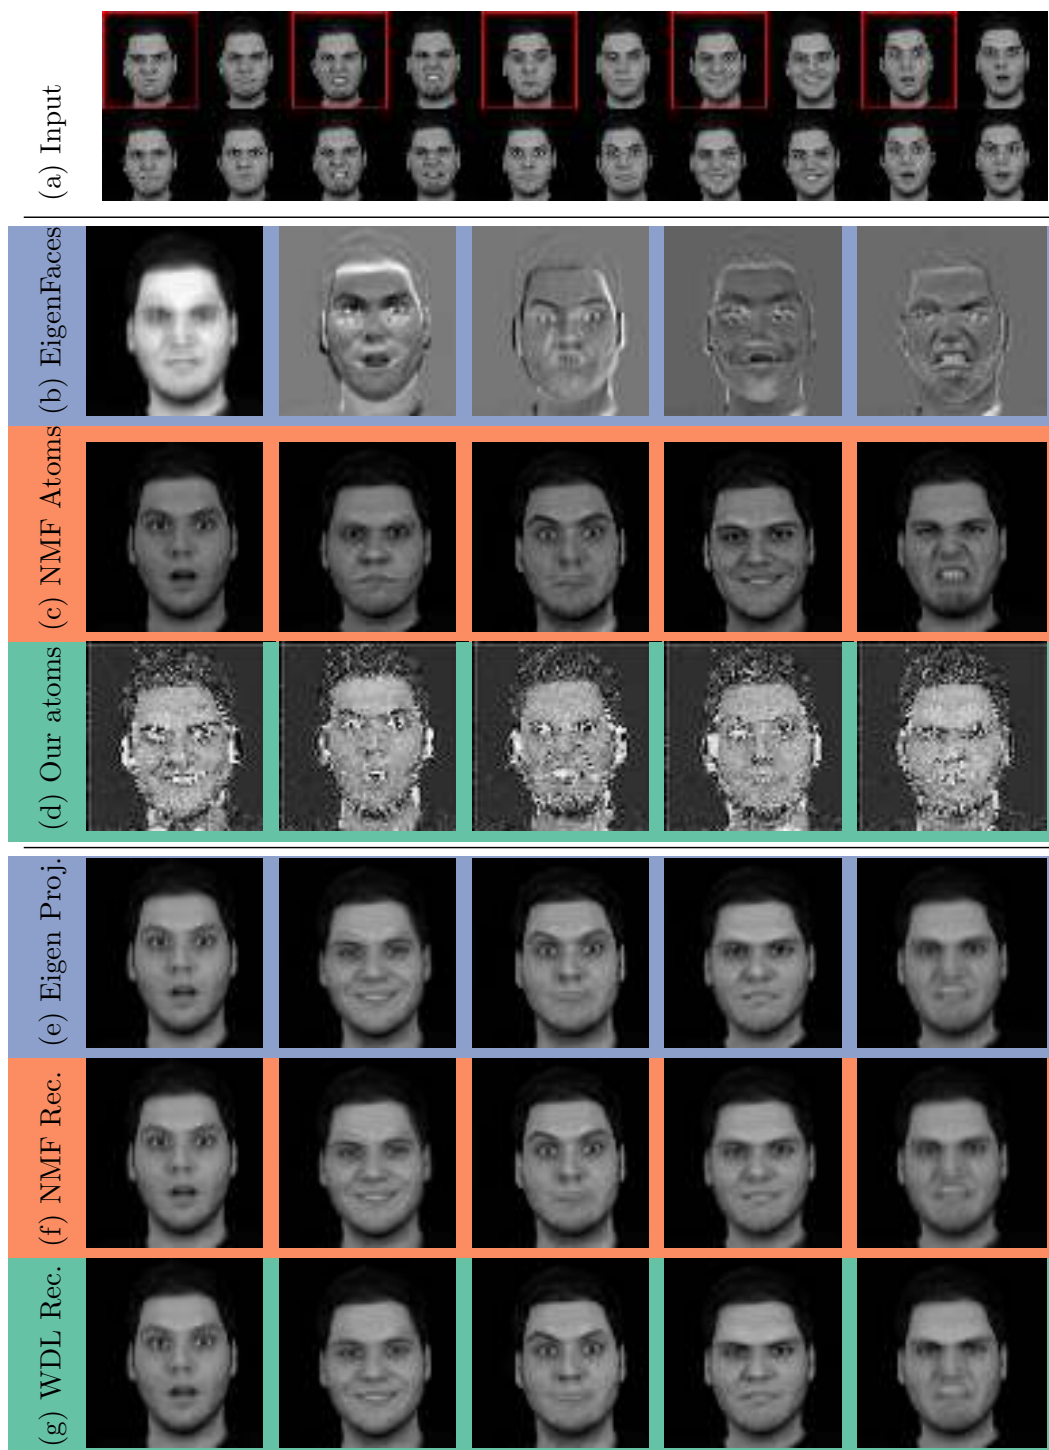 (a) Input
(b) EigenFaces
(c) NMF Atoms
(d) Our atoms
(e) Eigen Proj.
(f) NMF Rec.
(g) WDL Rec.